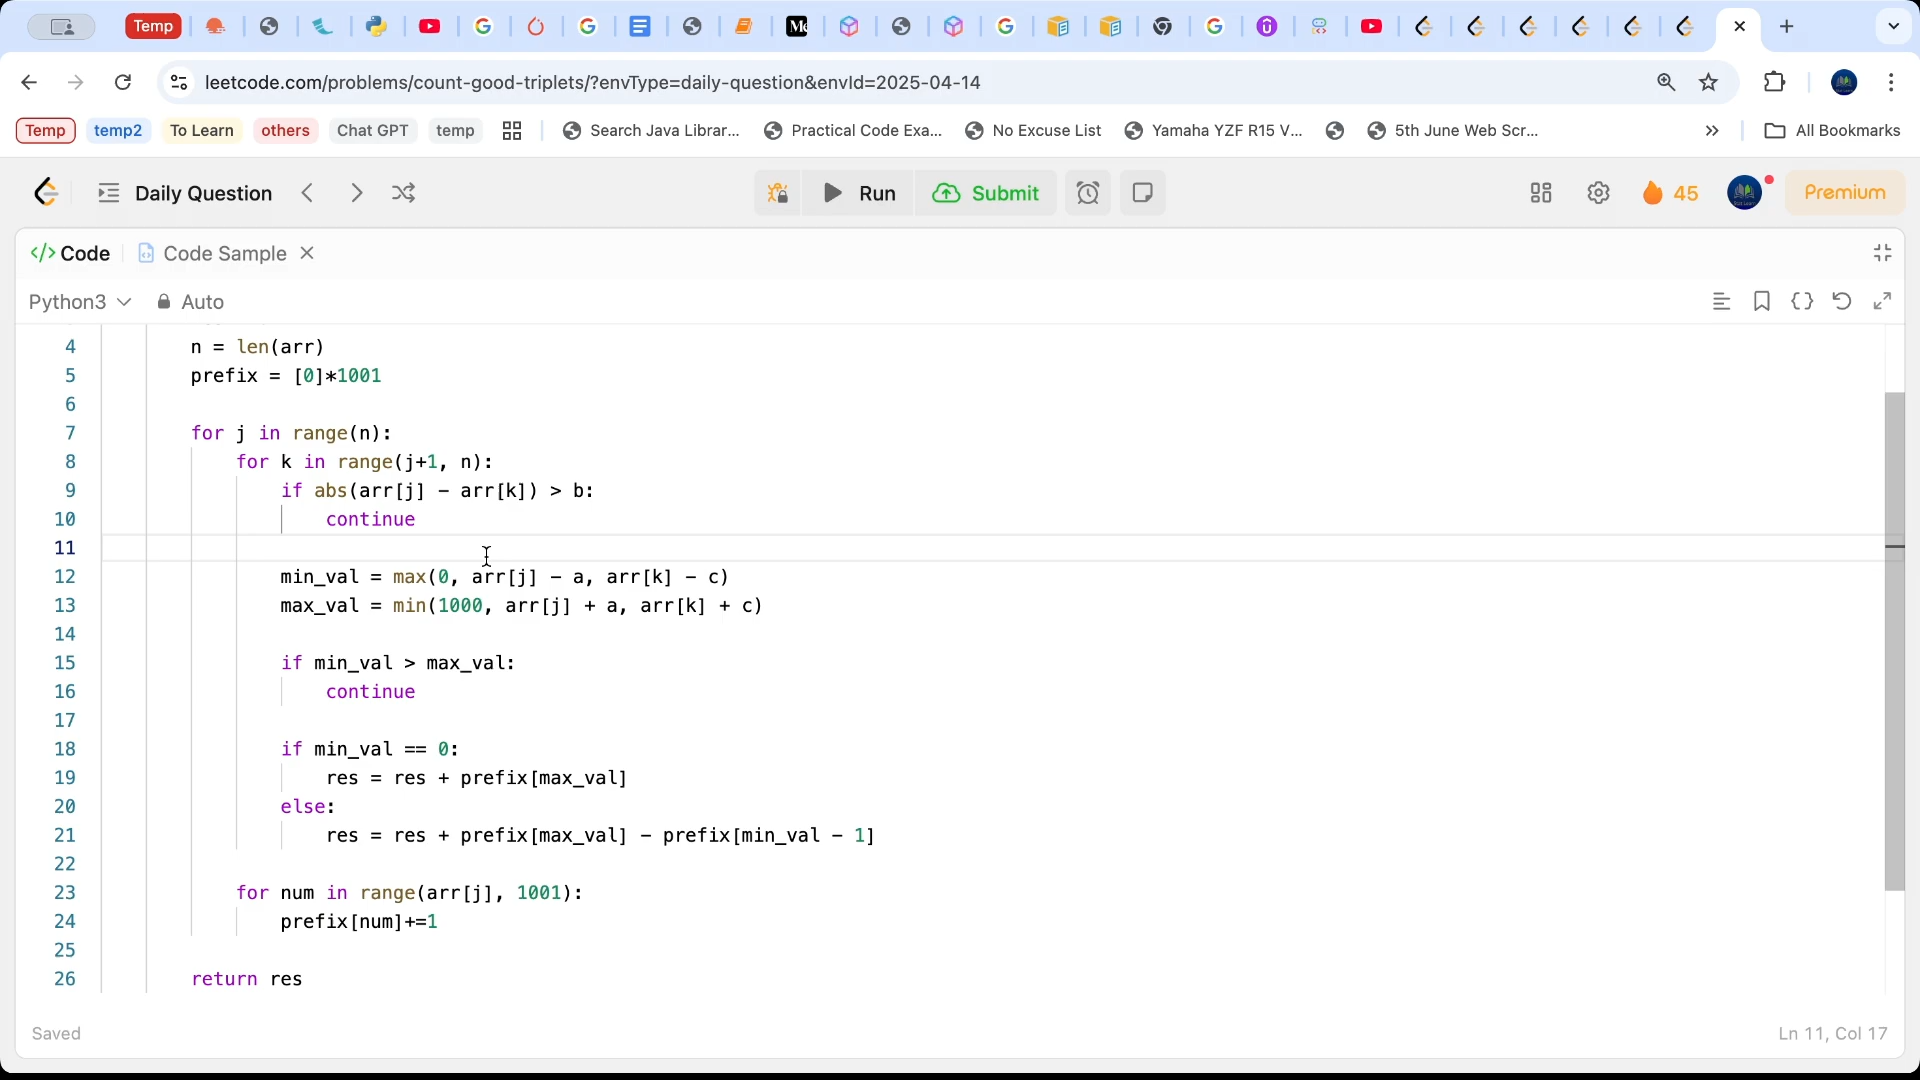 Temp
leetcode.com/problems/count-good-triplets/?envType=daily-question&envId=2025-04-14
Temp temp2 To Learn others Chat GPT temp Search Java Librar... Practical Code Exa... No Excuse List Yamaha YZF R15 V... 5th June Web Scr... All Bookmarks
Daily Question Run Submit 45 Premium
</> Code Code Sample
Python3 Auto
4 n = len(arr)
5 prefix = [0]*1001
6
7 for j in range(n):
8 for k in range(j+1, n):
9 if abs(arr[j] - arr[k]) > b:
10 continue
11
12 min_val = max(0, arr[j] - a, arr[k] - c)
13 max_val = min(1000, arr[j] + a, arr[k] + c)
14
15 if min_val > max_val:
16 continue
17
18 if min_val == 0:
19 res = res + prefix[max_val]
20 else:
21 res = res + prefix[max_val] - prefix[min_val - 1]
22
23 for num in range(arr[j], 1001):
24 prefix[num]+=1
25
26 return res
Saved Ln 11, Col 17